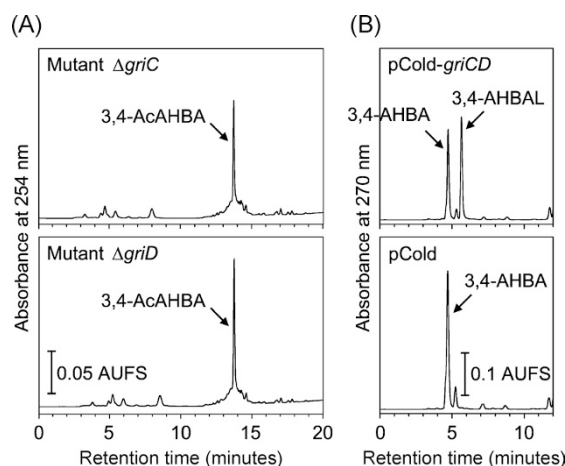 (A)
Mutant ΔgriC
3,4-AcAHBA
Mutant ΔgriD
3,4-AcAHBA
0.05 AUFS
Absorbance at 254 nm
0 5 10 15 20
Retention time (minutes)
(B)
pCold-griCD
3,4-AHBAL
3,4-AHBA
pCold
3,4-AHBA
0.1 AUFS
Absorbance at 270 nm
0 5 10
Retention time (minutes)